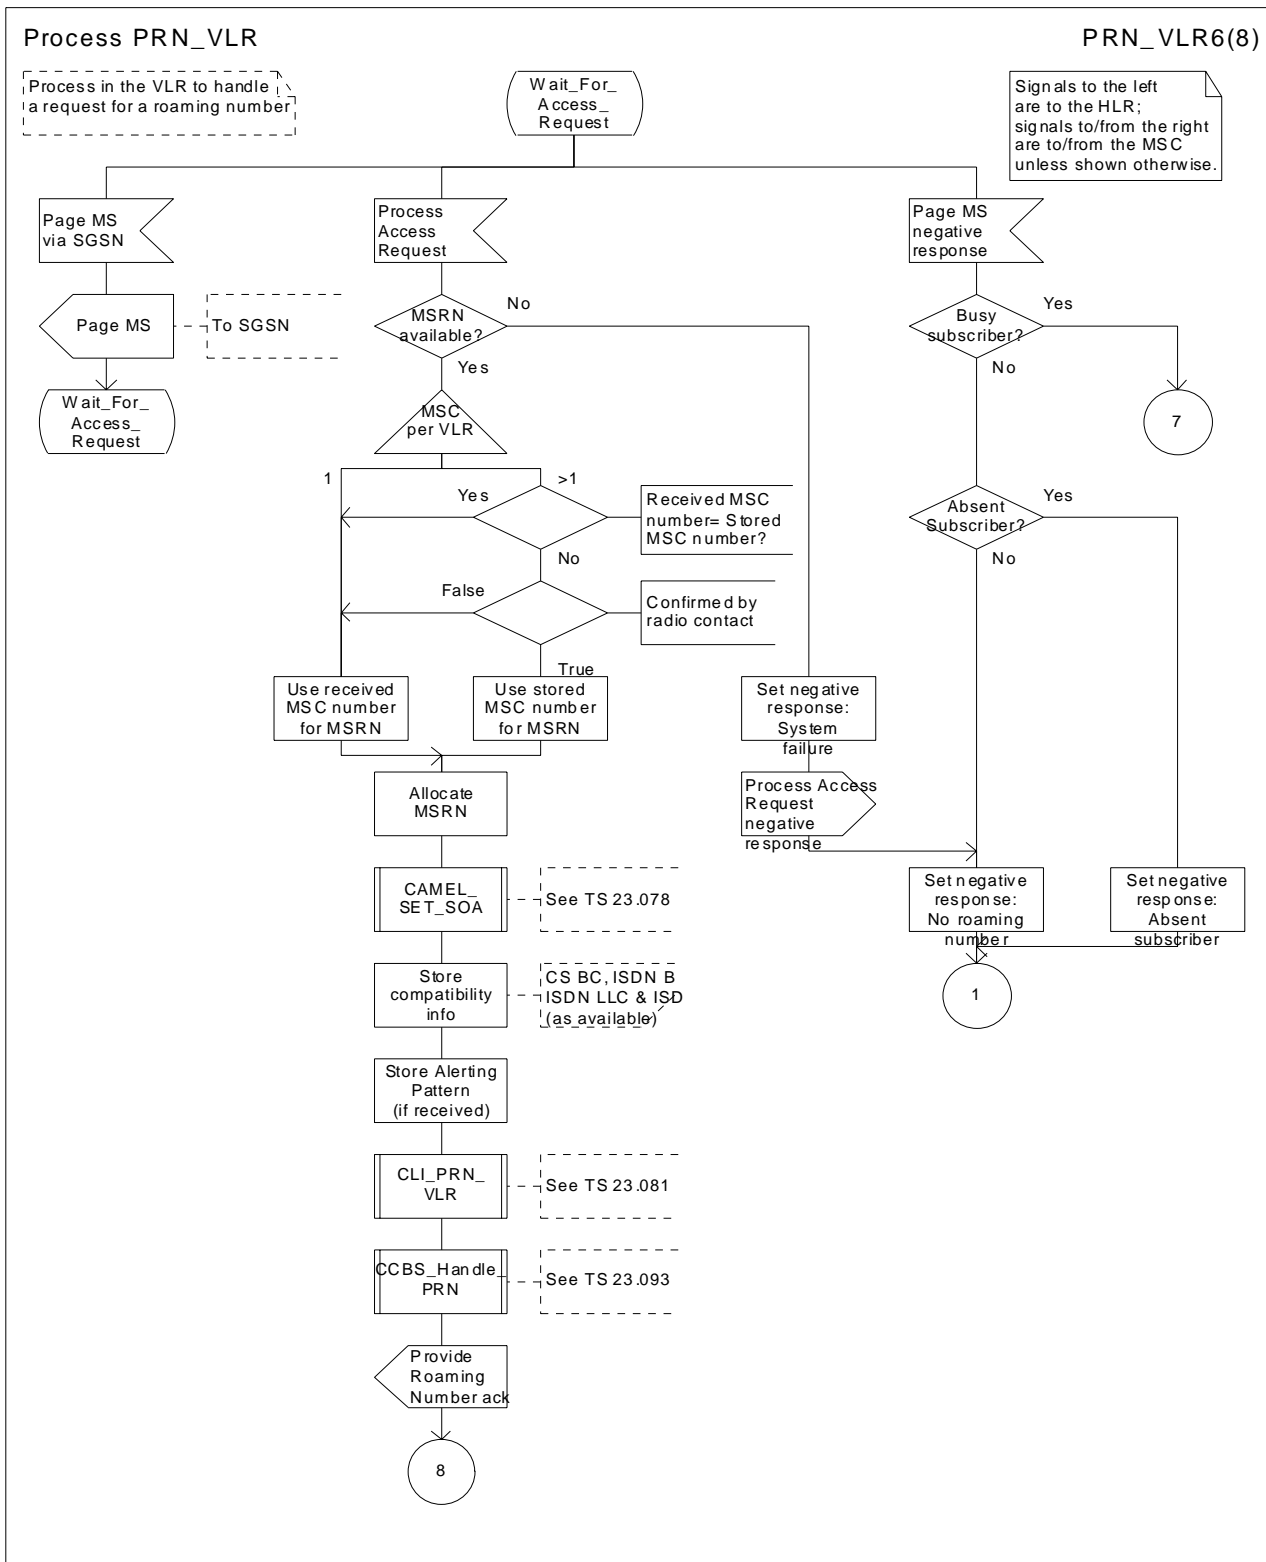 Process PRN_VLR
PRN_VLR6(8)
Process in the VLR to handle
a request for a roaming number
Wait_For_
Access_
Request
Signals to the left
are to the HLR;
signals to/from the right
are to/from the MSC
unless shown otherwise.
Page MS
via SGSN
Process
Access
Request
Page MS
negative
response
Page MS
To SGSN
MSRN
available?
No
Yes
Busy
subscriber?
Yes
No
Wait_For_
Access_
Request
MSC
per VLR
7
1
>1
Yes
Received MSC
number= Stored
MSC number?
No
Absent
Subscriber?
Yes
No
False
Confirmed by
radio contact
True
Use received
MSC number
for MSRN
Use stored
MSC number
for MSRN
Set negative
response:
System
failure
Allocate
MSRN
Process Access
Request
negative
response
CAMEL_
SET_SOA
See TS 23.078
Set negative
response:
No roaming
number
Set negative
response:
Absent
subscriber
Store
compatibility
info
CS BC, ISDN B
ISDN LLC & ISD
(as available)
1
Store Alerting
Pattern
(if received)
CLI_PRN_
VLR
See TS 23.081
CCBS_Handle_
PRN
See TS 23.093
Provide
Roaming
Number ack
8